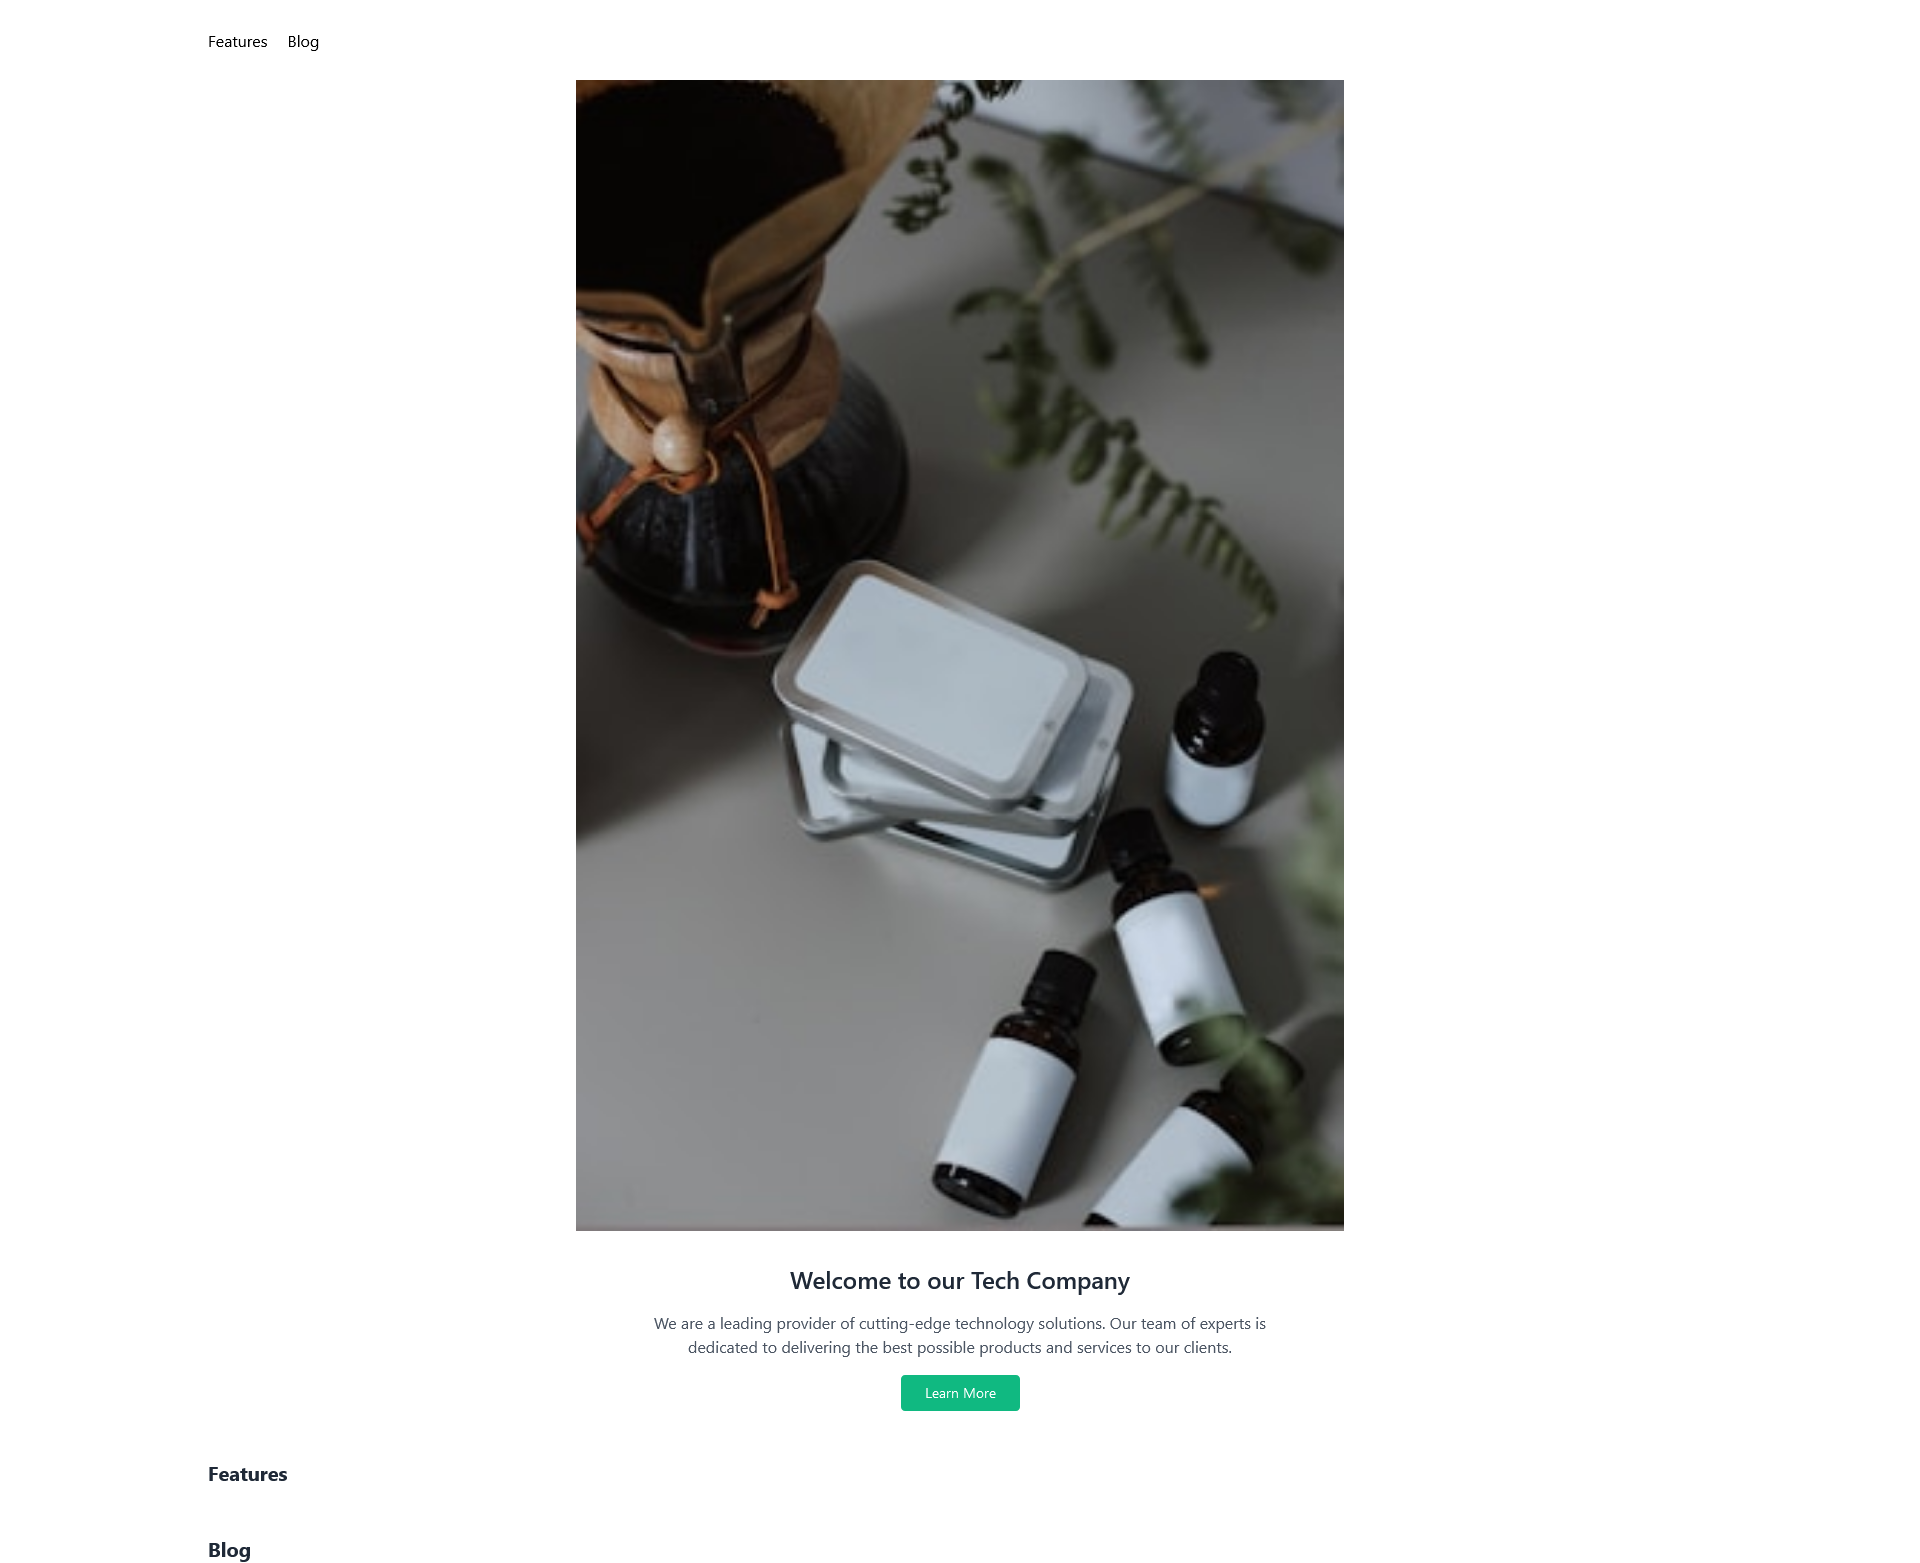 Features Blog
Welcome to our Tech Company
We are a leading provider of cutting-edge technology solutions. Our team of experts is
dedicated to delivering the best possible products and services to our clients.
Learn More
Features
Blog